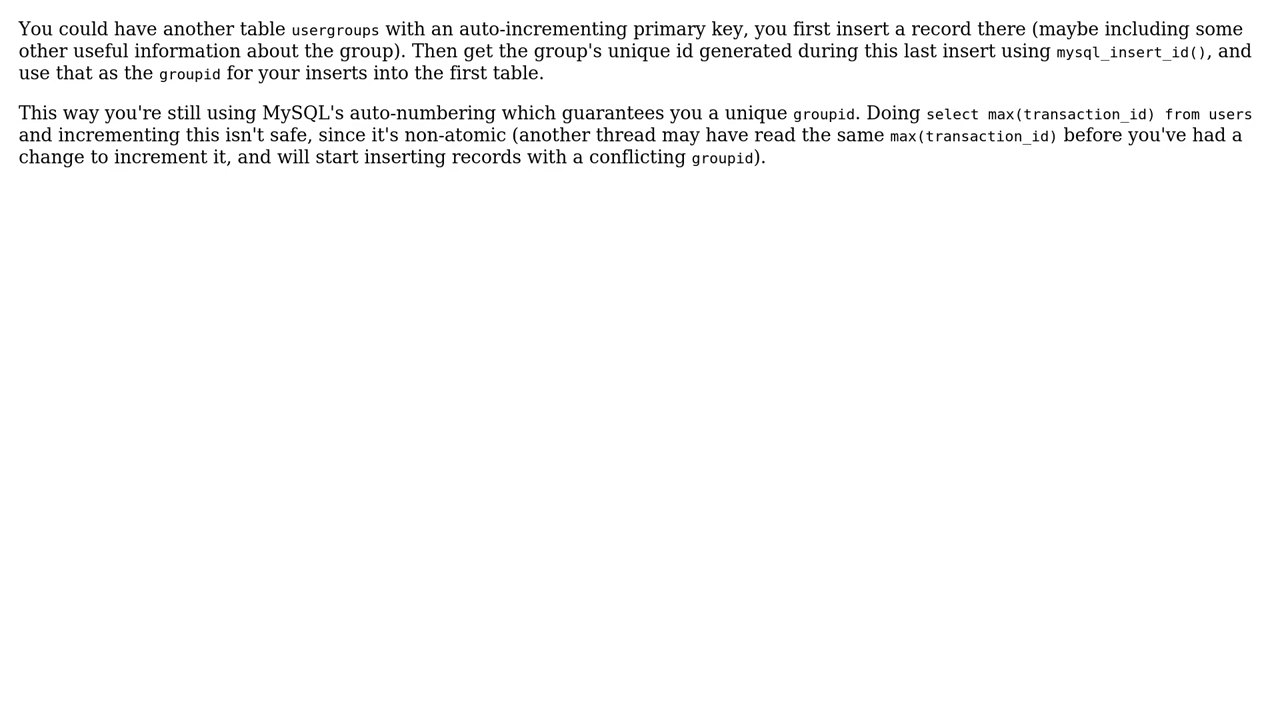 You could have another table usergroups with an auto-incrementing primary key, you first insert a record there (maybe including some
other useful information about the group). Then get the group's unique id generated during this last insert using mysql_insert_id(), and
use that as the groupid for your inserts into the first table.
This way you're still using MySQL's auto-numbering which guarantees you a unique groupid. Doing select max(transaction_id) from users
and incrementing this isn't safe, since it's non-atomic (another thread may have read the same max(transaction_id) before you've had a
change to increment it, and will start inserting records with a conflicting groupid).